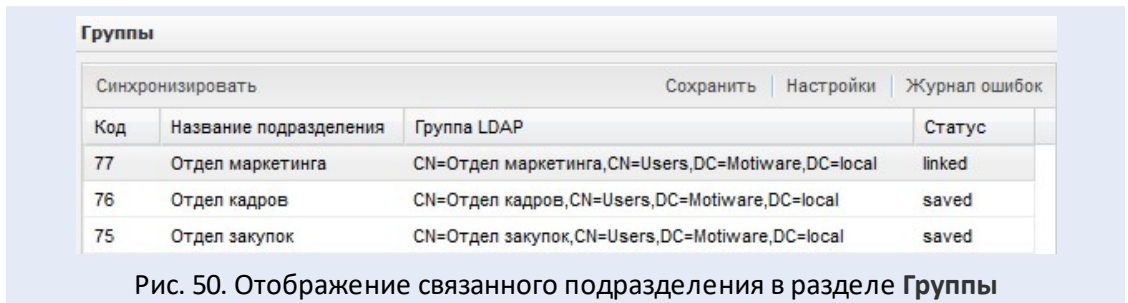 Группы
Синхронизировать Сохранить Настройки Журнал ошибок
Код Название подразделения Группа LDAP Статус
77 Отдел маркетинга CN=Отдел маркетинга,CN=Users,DC=Motiware,DC=local linked
76 Отдел кадров CN=Отдел кадров,CN=Users,DC=Motiware,DC=local saved
75 Отдел закупок CN=Отдел закупок,CN=Users,DC=Motiware,DC=local saved
Рис. 50. Отображение связанного подразделения в разделе Группы